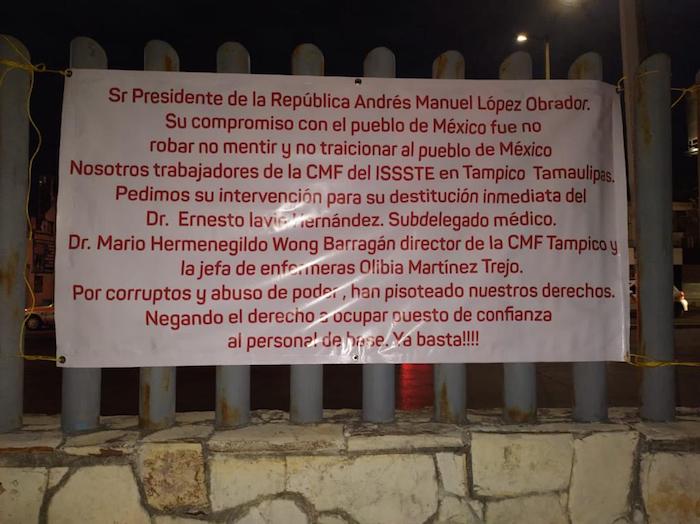 Sr Presidente de la República Andrés Manuel López Obrador.
Su compromiso con el pueblo de México fue no
robar no mentir y no traicionar al pueblo de México
Nosotros trabajadores de la CMF del ISSSTE en Tampico Tamaulipas.
Pedimos su intervención para su destitución inmediata del
Dr. Ernesto lavin Hernández. Subdelegado médico.
Dr. Mario Hermenegildo Wong Barragán director de la CMF Tampico y
la jefa de enfermeras Olibia Martínez Trejo.
Por corruptos y abuso de poder , han pisoteado nuestros derechos.
Negando el derecho a ocupar puesto de confianza
al personal de base. Ya basta!!!!